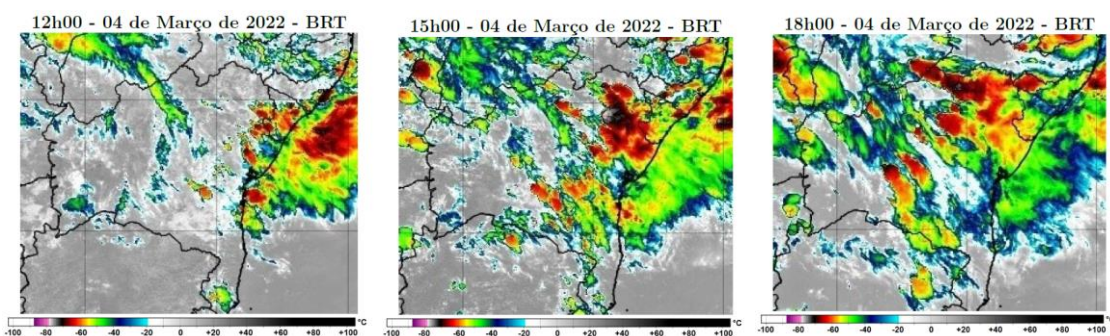 12h00 - 04 de Março de 2022 - BRT
-100 -80 -60 -40 -20 0 +20 +40 +60 +80 +100 °C
15h00 - 04 de Março de 2022 - BRT
-100 -80 -60 -40 -20 0 +20 +40 +60 +80 +100 °C
18h00 - 04 de Março de 2022 - BRT
-100 -80 -60 -40 -20 0 +20 +40 +60 +80 +100 °C